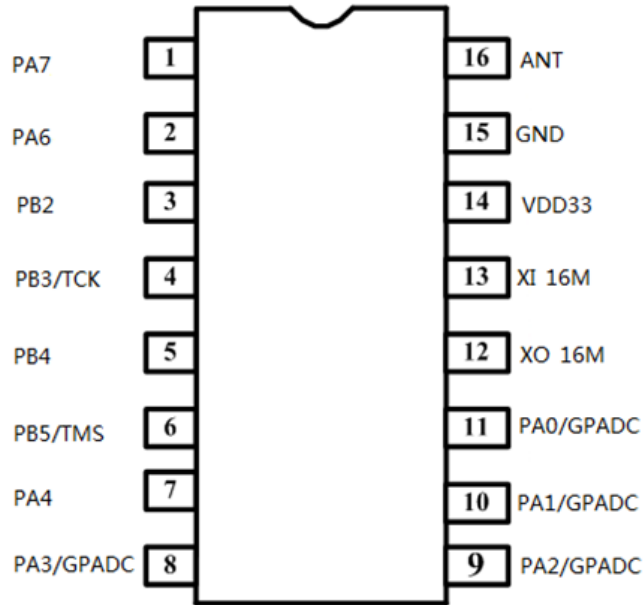 PA7 1 16 ANT
PA6 2 15 GND
PB2 3 14 VDD33
PB3/TCK 4 13 XI 16M
PB4 5 12 XO 16M
PB5/TMS 6 11 PA0/GPADC
PA4 7 10 PA1/GPADC
PA3/GPADC 8 9 PA2/GPADC